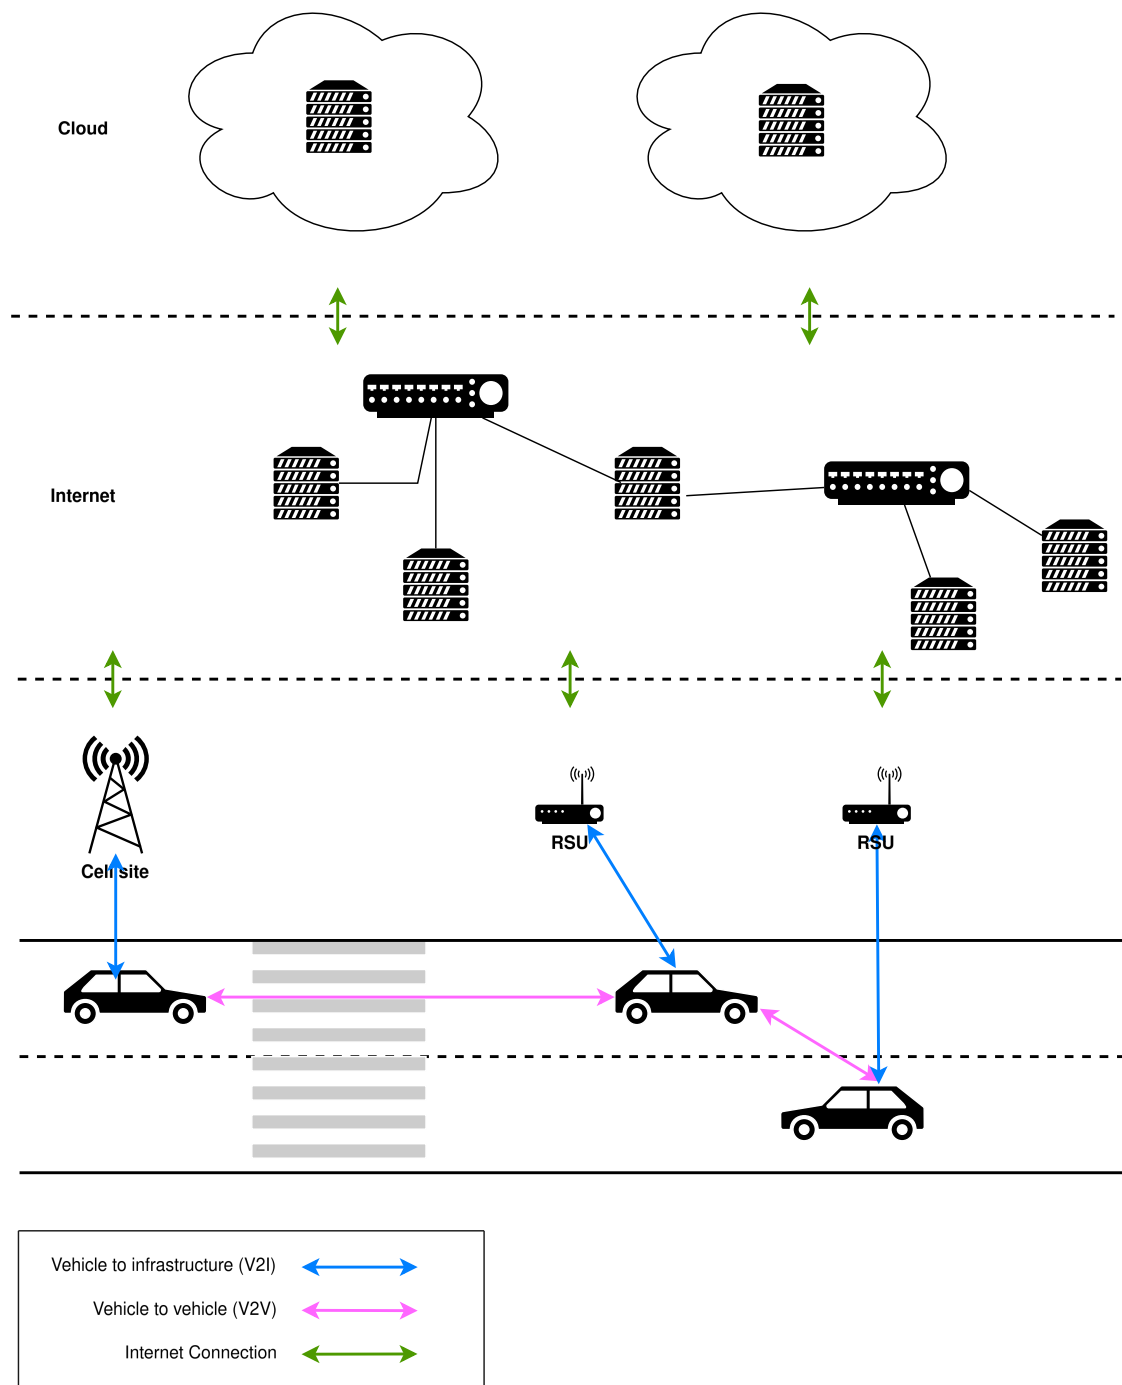 Cloud
Internet
RSU
RSU
Cell site
Vehicle to infrastructure (V2I)
Vehicle to vehicle (V2V)
Internet Connection